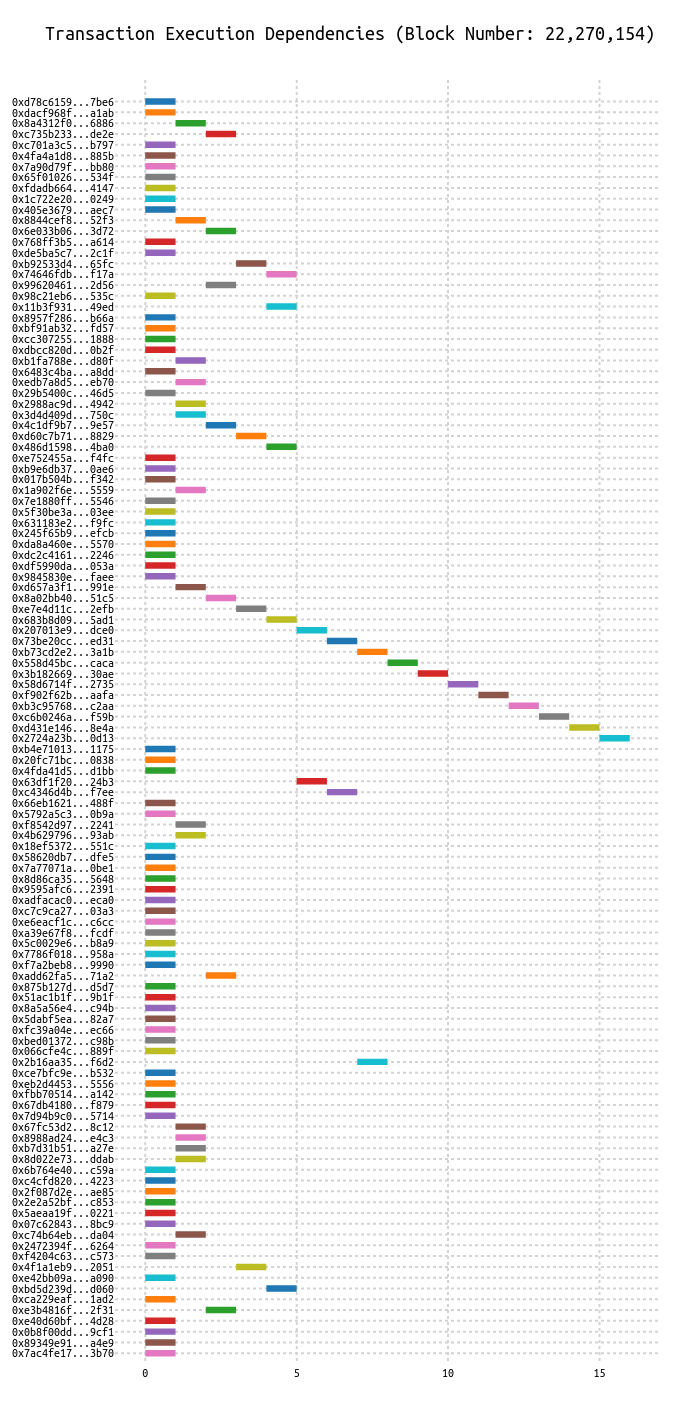 Transaction Execution Dependencies (Block Number: 22,270,154)
0xd78c6159...7be6
0xdacf968f...a1ab
0x8a4312f0...6886
0xc735b233...de2e
0xc701a3c5...b797
0x4fa4a1d8...885b
0x7a90d79f...bb80
0x65f01026...534f
0xfdadb664...4147
0x1c722e20...0249
0x405e3679...aec7
0x8844cef8...52f3
0x6e033b06...3d72
0x768ff3b5...a614
0xde5ba5c7...2c1f
0xb92533d4...65fc
0x74646fdb...f17a
0x99620461...2d56
0x98c21eb6...535c
0x11b3f931...49ed
0x8957f286...b66a
0xbf91ab32...fd57
0xcc307255...1888
0xdbcc820d...0b2f
0xb1fa788e...d80f
0x6483c4ba...a8dd
0xedb7a8d5...eb70
0x29b5400c...46d5
0x2988ac9d...4942
0x3d4d409d...750c
0x4c1df9b7...9e57
0xd60c7b71...8829
0x486d1598...4ba0
0xe752455a...f4fc
0xb9e6db37...0ae6
0x017b504b...f342
0x1a902f6e...5559
0x7e1880ff...5546
0x5f30be3a...03ee
0x631183e2...f9fc
0x245f65b9...efcb
0xda8a460e...5570
0xdc2c4161...2246
0xdf5990da...053a
0x9845830e...faee
0xd657a3f1...991e
0x8a02bb40...51c5
0xe7e4d11c...2efb
0x683b8d09...5ad1
0x207013e9...dce0
0x73be20cc...ed31
0xb73cd2e2...3a1b
0x558d45bc...caca
0x3b182669...30ae
0x58d6714f...2735
0xf902f62b...aafa
0xb3c95768...c2aa
0xc6b0246a...f59b
0xd431e146...8e4a
0x2724a23b...0d13
0xb4e71013...1175
0x20fc71bc...0838
0x4fda41d5...d1bb
0x63df1f20...24b3
0xc4346d4b...f7ee
0x66eb1621...488f
0x5792a5c3...0b9a
0xf8542d97...2241
0x4b629796...93ab
0x18ef5372...551c
0x58620db7...dfe5
0x7a77071a...0be1
0x8d86ca35...5648
0x9595afc6...2391
0xadfacac0...eca0
0xc7c9ca27...03a3
0xe6eacf1c...c6cc
0xa39e67f8...fcdf
0x5c0029e6...b8a9
0x7786f018...958a
0xf7a2beb8...9990
0xadd62fa5...71a2
0x875b127d...d5d7
0x51ac1b1f...9b1f
0x8a5a56e4...c94b
0x5dabf5ea...82a7
0xfc39a04e...ec66
0xbed01372...c98b
0x066cfe4c...889f
0x2b16aa35...f6d2
0xce7bfc9e...b532
0xeb2d4453...5556
0xfbb70514...a142
0x67db4180...f879
0x7d94b9c0...5714
0x67fc53d2...8c12
0x8988ad24...e4c3
0xb7d31b51...a27e
0x8d022e73...ddab
0x6b764e40...c59a
0xc4cfd820...4223
0x2f087d2e...ae85
0x2e2a52bf...c853
0x5aeaa19f...0221
0x07c62843...8bc9
0xc74b64eb...da04
0x2472394f...6264
0xf4204c63...c573
0x4f1a1eb9...2051
0xe42bb09a...a090
0xbd5d239d...d060
0xca229eaf...1ad2
0xe3b4816f...2f31
0xe40d60bf...4d28
0x0b8f00dd...9cf1
0x89349e91...a4e9
0x7ac4fe17...3b70
0 5 10 15